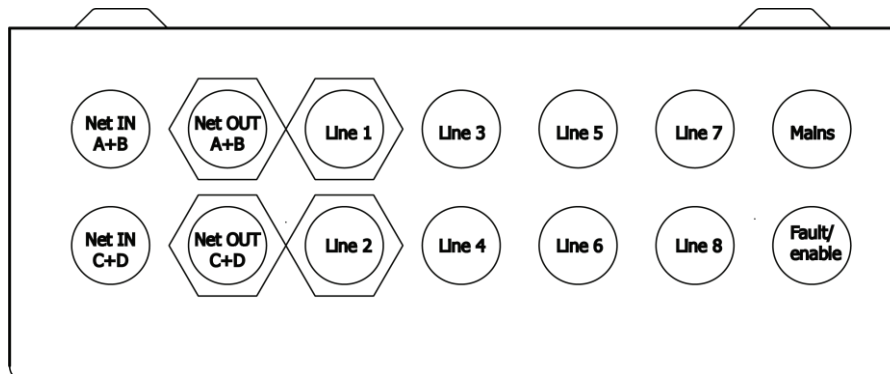 Net IN
A+B
Net OUT
A+B
Line 1
Line 3
Line 5
Line 7
Mains
Net IN
C+D
Net OUT
C+D
Line 2
Line 4
Line 6
Line 8
Fault/
enable